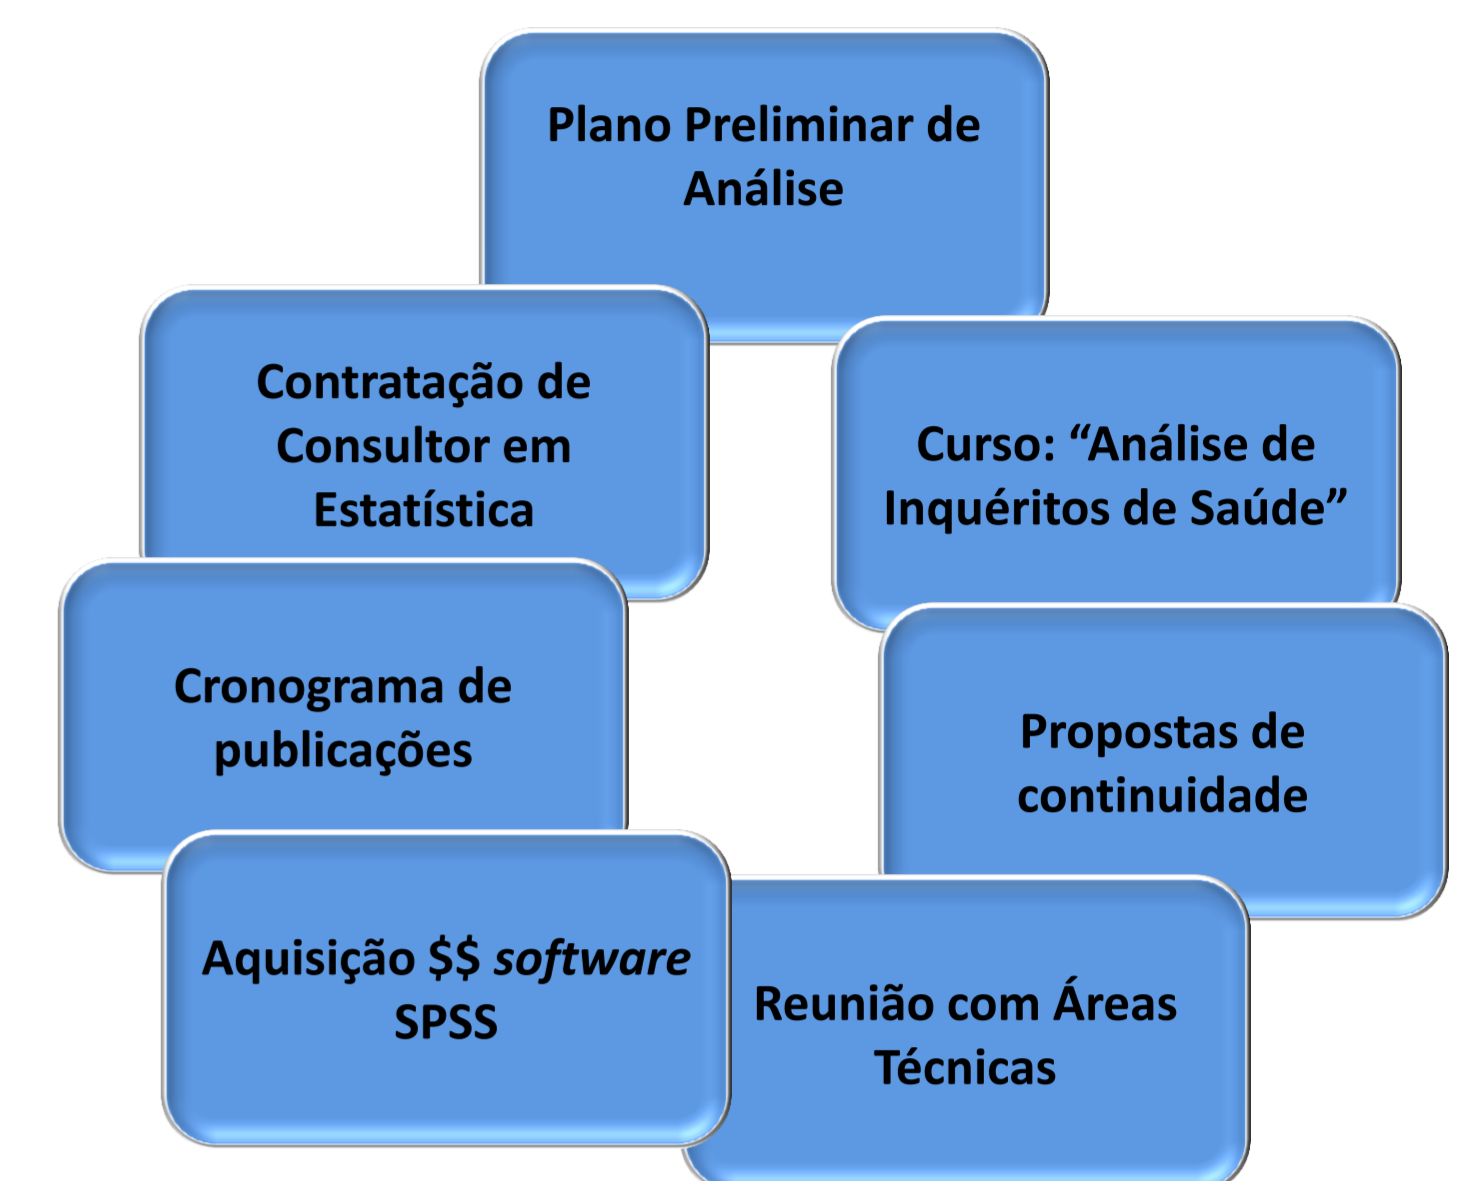 Plano Preliminar de
Análise
Contratação de
Consultor em
Estatística
Curso: “Análise de
Inquéritos de Saúde”
Cronograma de
publicações
Propostas de
continuidade
Aquisição $$ software
SPSS
Reunião com Áreas
Técnicas